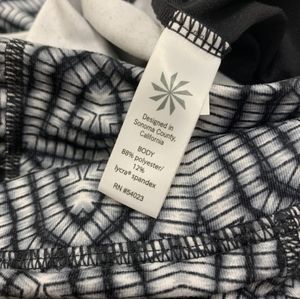 Designed in
Sonoma County,
California
BODY
88% polyester/
12%
lycra® spandex
RN #54023